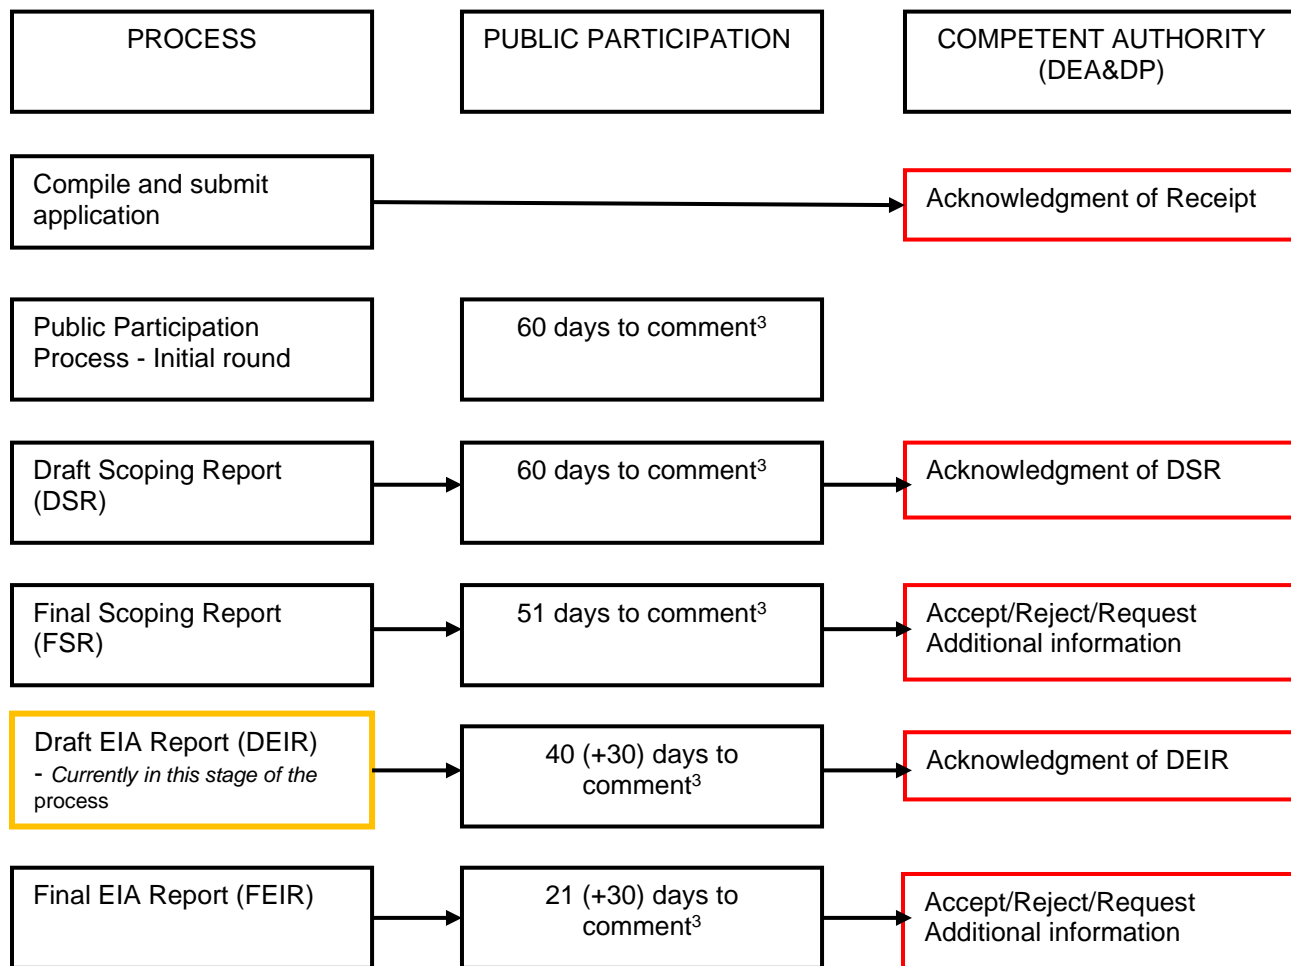 PROCESS
PUBLIC PARTICIPATION
COMPETENT AUTHORITY
(DEA&DP)
Compile and submit
application
Acknowledgment of Receipt
Public Participation
Process - Initial round
60 days to comment³
Draft Scoping Report
(DSR)
60 days to comment³
Acknowledgment of DSR
Final Scoping Report
(FSR)
51 days to comment³
Accept/Reject/Request
Additional information
Draft EIA Report (DEIR)
- Currently in this stage of the
process
40 (+30) days to
comment³
Acknowledgment of DEIR
Final EIA Report (FEIR)
21 (+30) days to
comment³
Accept/Reject/Request
Additional information